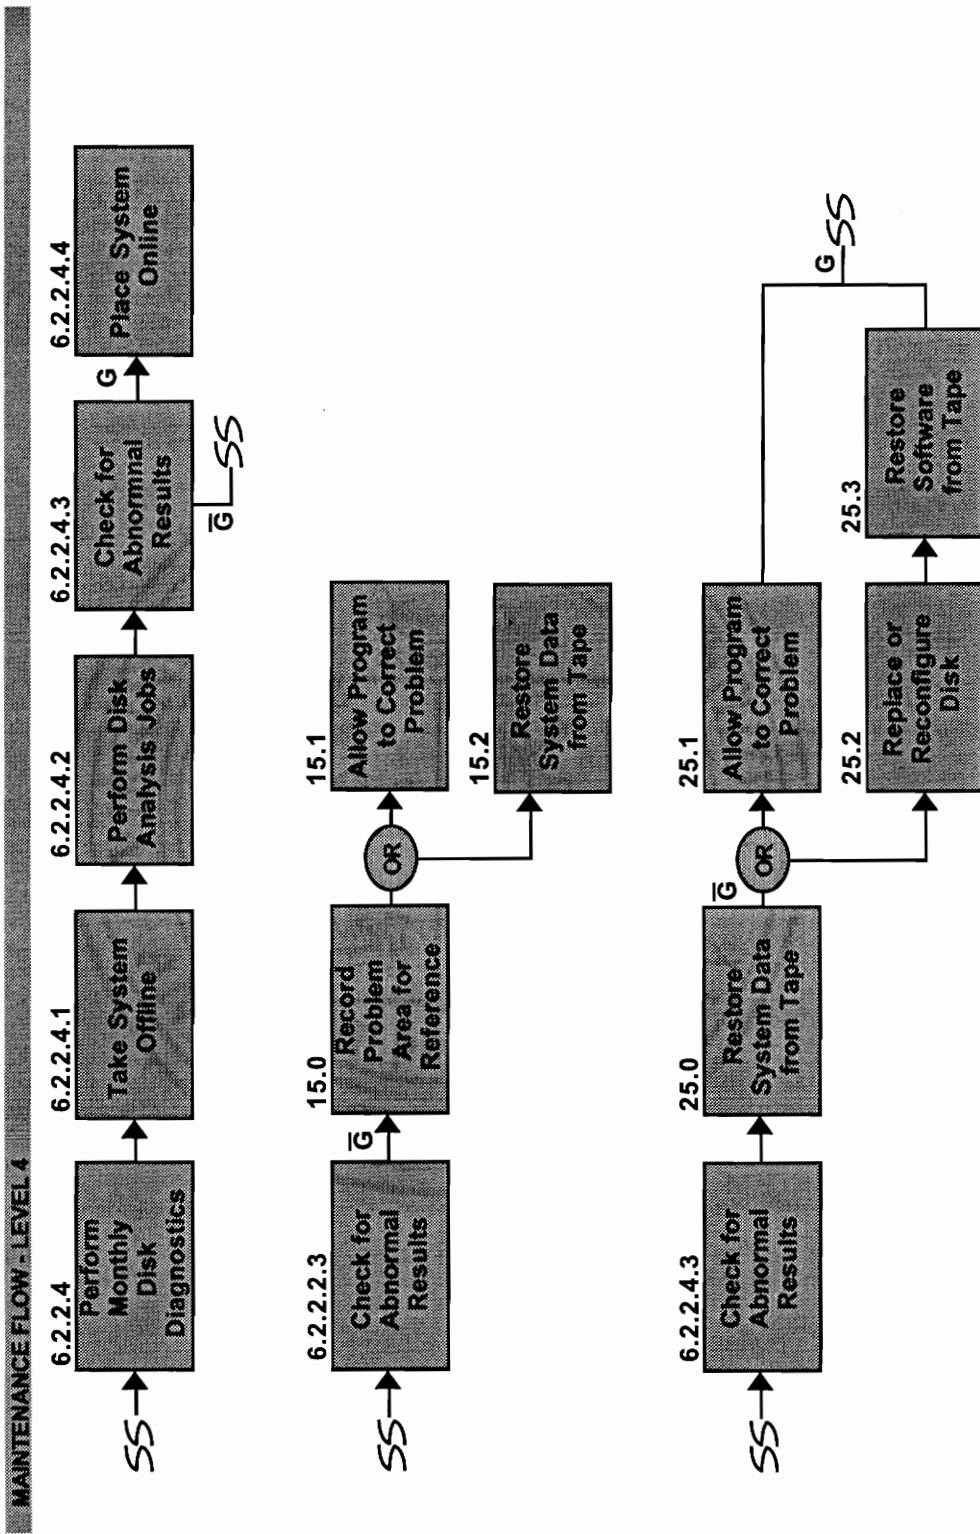 MAINTENANCE FLOW - LEVEL 4
6.2.2.4
Perform
Monthly
Disk
Diagnostics
6.2.2.4.1
Take System
Offline
6.2.2.4.2
Perform Disk
Analysis Jobs
6.2.2.4.3
Check for
Abnormnal
Results
6.2.2.4.4
Place System
Online
SS
G
G
SS
6.2.2.2.3
Check for
Abnormal
Results
15.0
Record
Problem
Area for
Reference
15.1
Allow Program
to Correct
Problem
15.2
Restore
System Data
from Tape
SS
G
OR
6.2.2.4.3
Check for
Abnormal
Results
25.0
Restore
System Data
from Tape
25.1
Allow Program
to Correct
Problem
25.2
Replace or
Reconfigure
Disk
25.3
Restore
Software
from Tape
SS
G
OR
G
SS